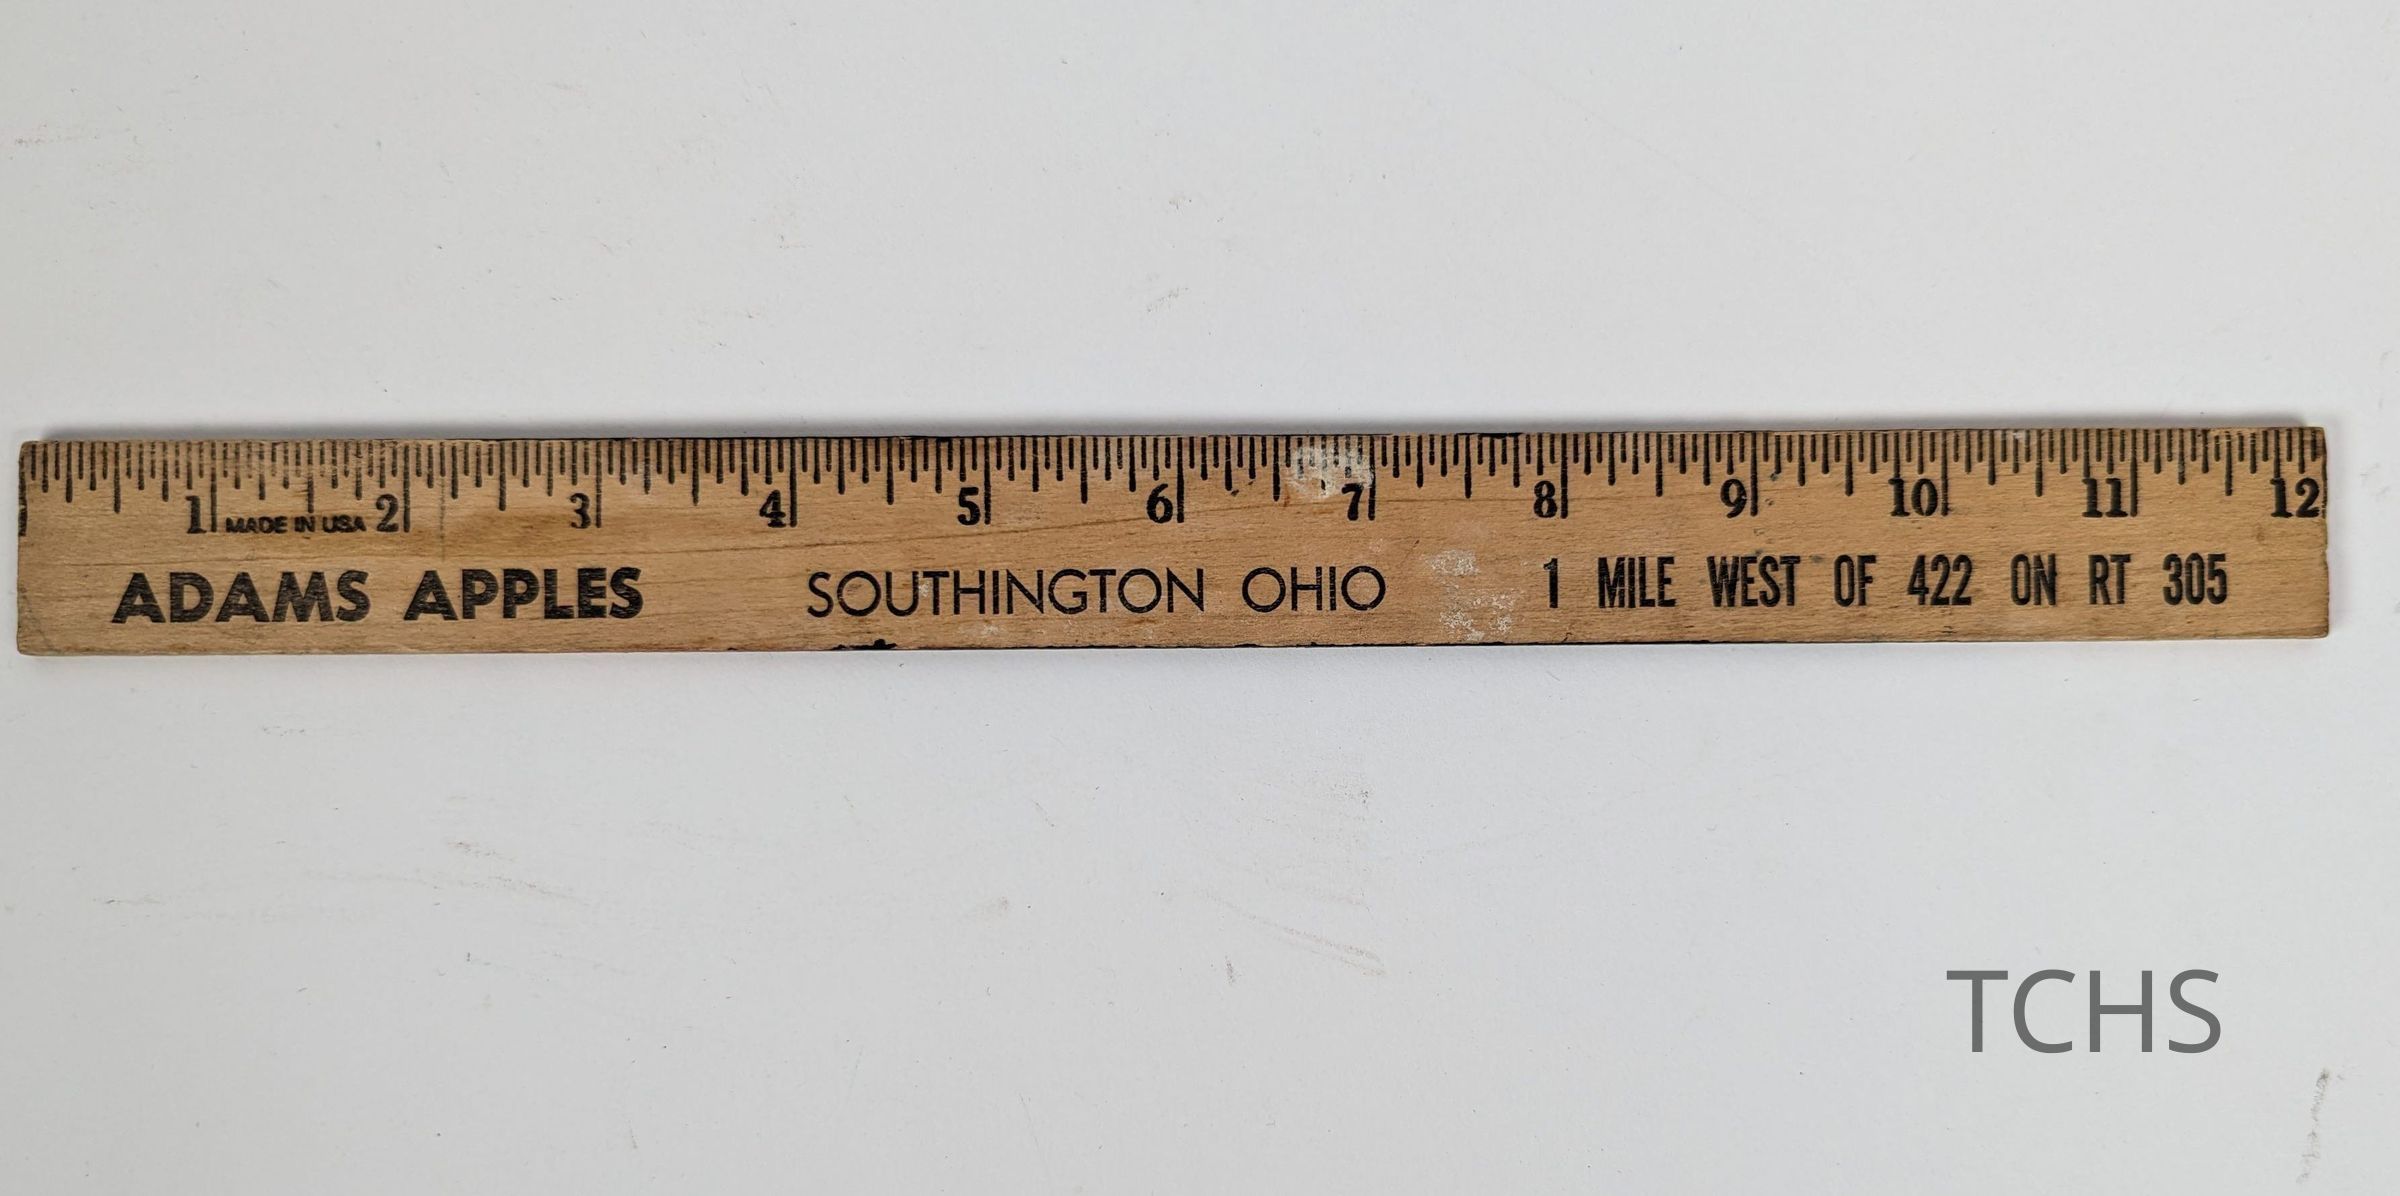 1 2 3 4 5 6 7 8 9 10 11 12
MADE IN USA
ADAMS APPLES SOUTHINGTON OHIO 1 MILE WEST OF 422 ON RT 305
TCHS